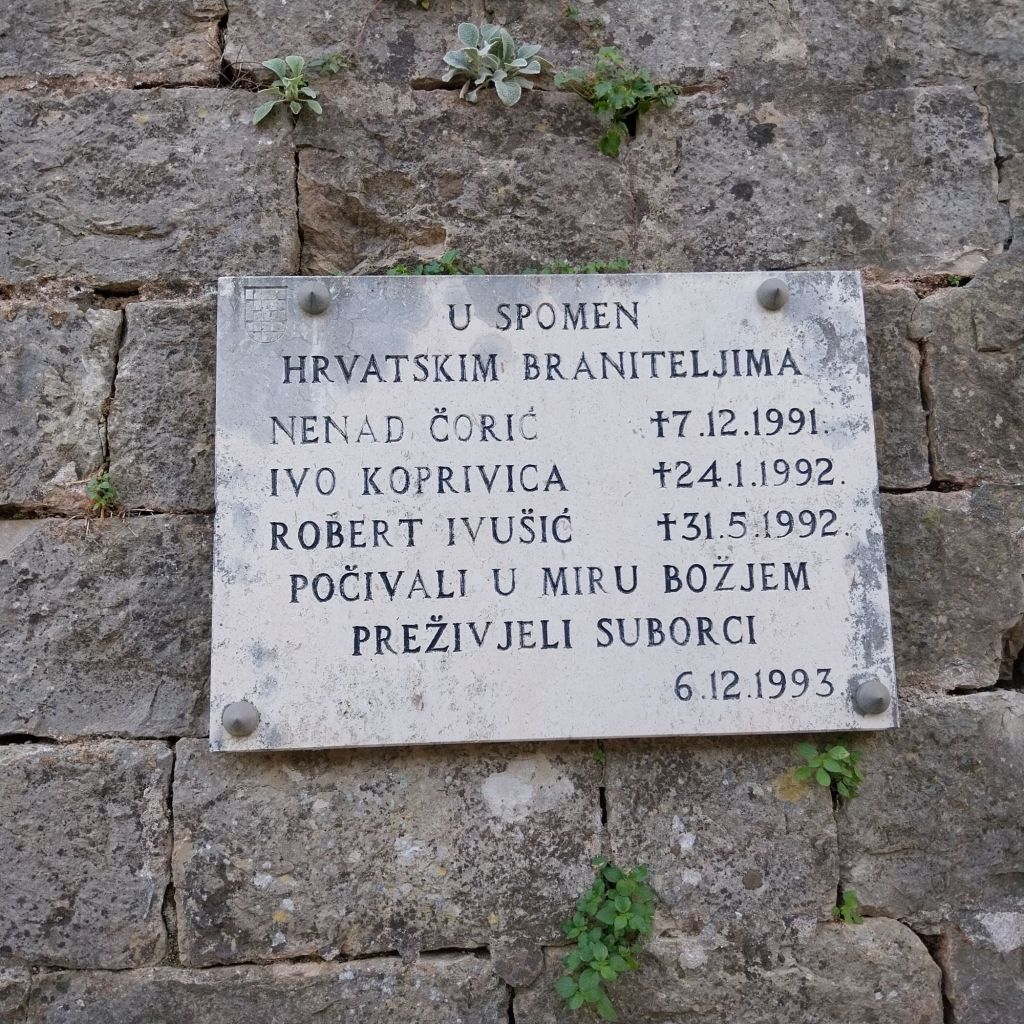 U SPOMEN
HRVATSKIM BRANITELJIMA
NENAD ČORIĆ †7.12.1991.
IVO KOPRIVICA †24.1.1992.
ROBERT IVUŠIĆ †31.5.1992.
POČIVALI U MIRU BOŽJEM
PREŽIVJELI SUBORCI
6.12.1993